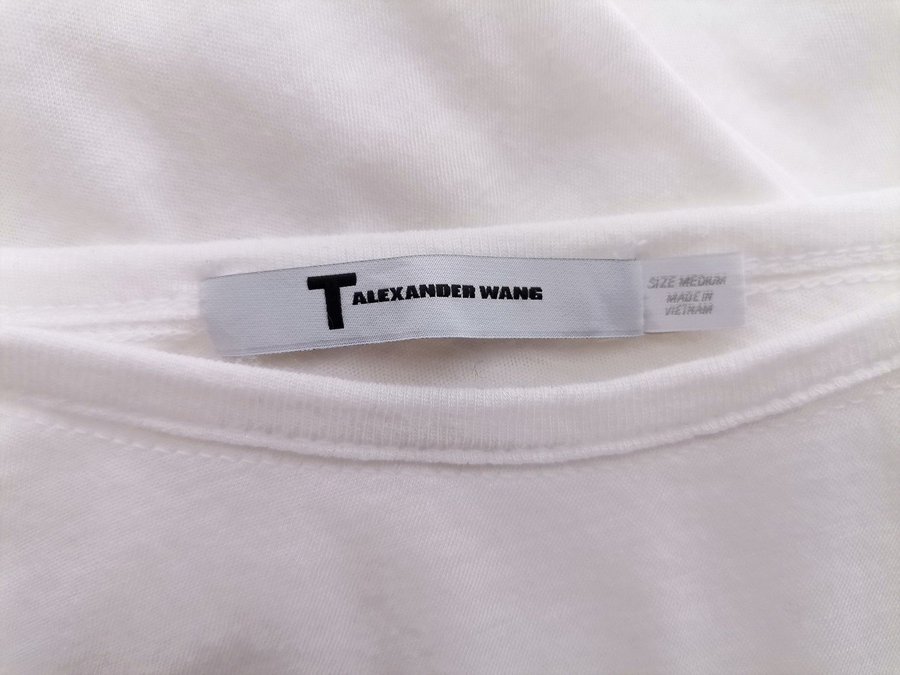 T ALEXANDER WANG
SIZE MEDIUM
MADE IN
VIETNAM